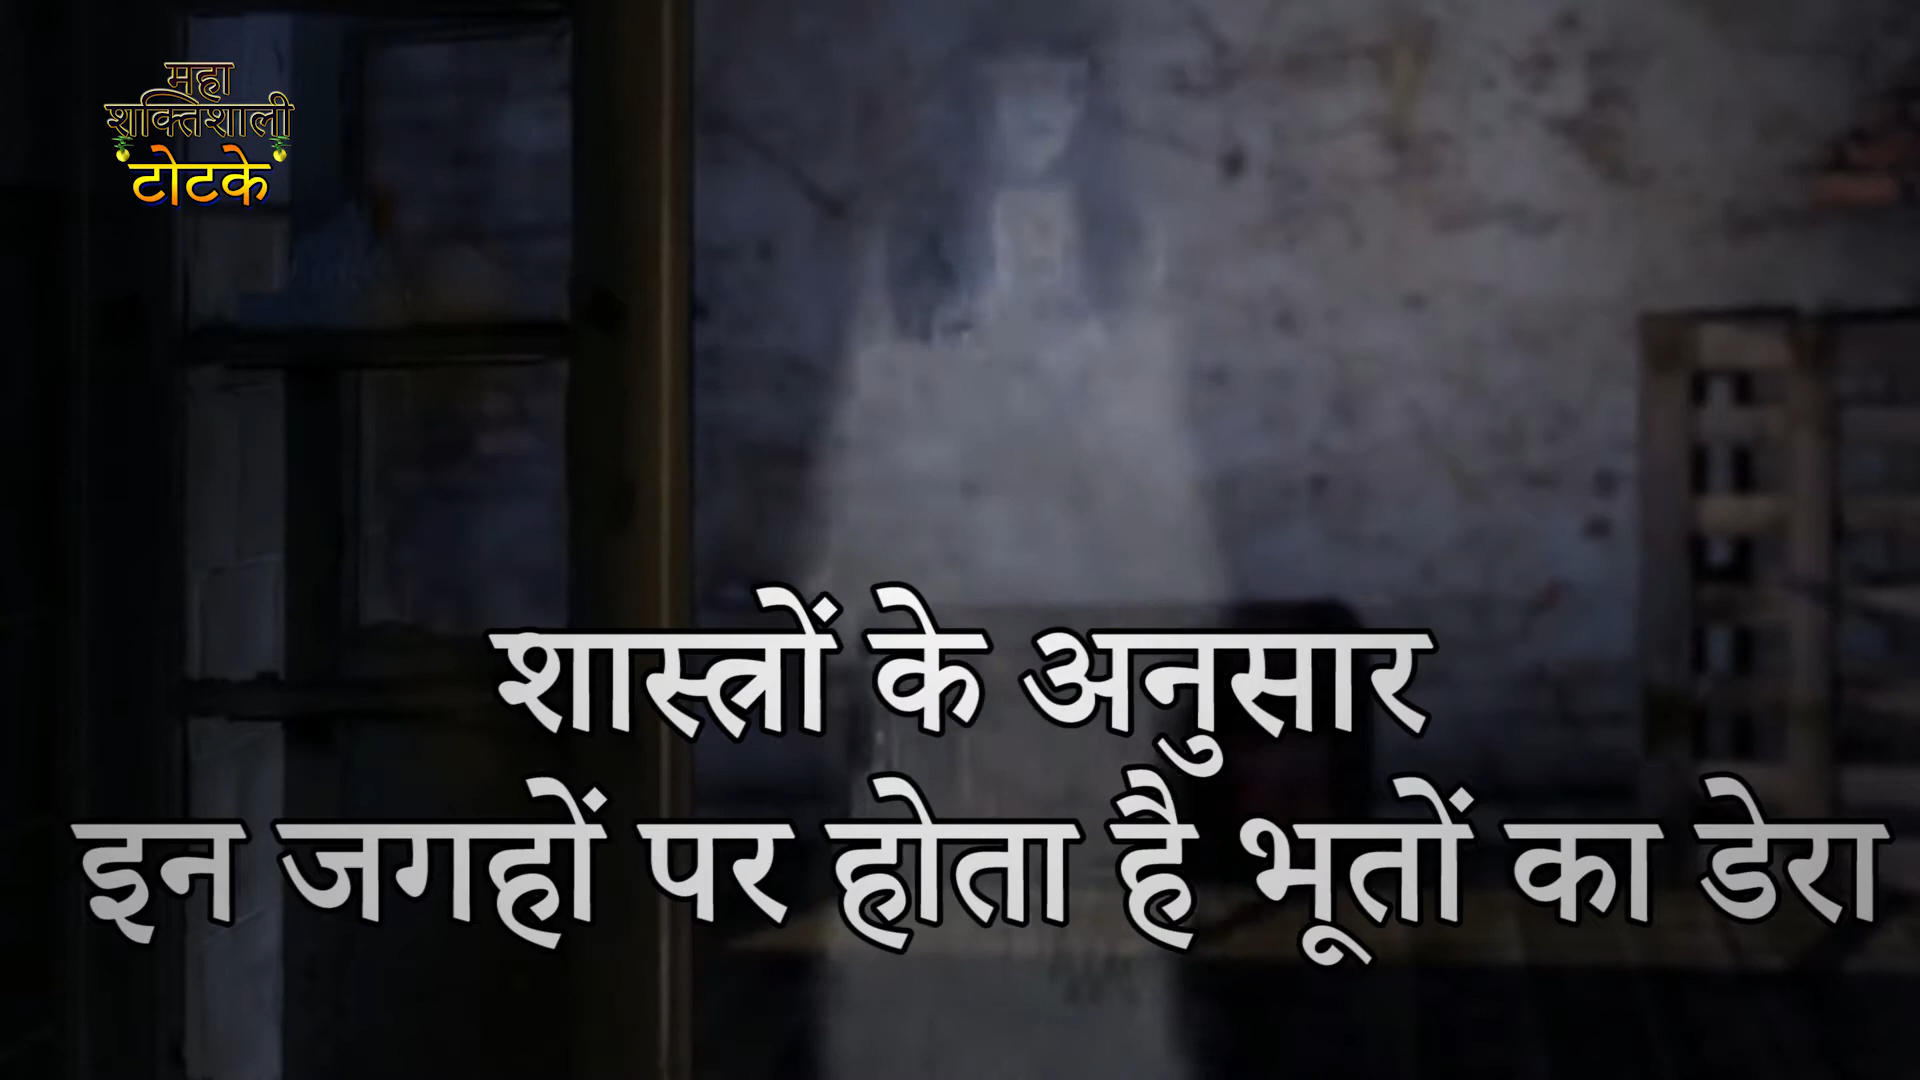 महा
शक्तिशाली
टोटके
शास्त्रों के अनुसार
इन जगहों पर होता है भूतों का डेरा